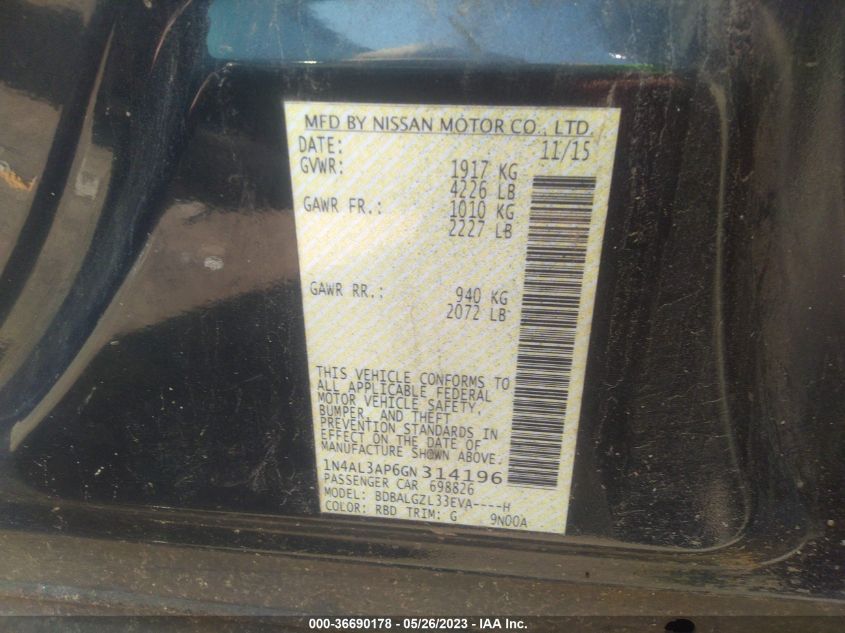 MFD BY NISSAN MOTOR CO., LTD.
DATE: 11/15
GVWR: 1917 KG
4226 LB
GAWR FR.: 1010 KG
2227 LB
GAWR RR.: 940 KG
2072 LB
THIS VEHICLE CONFORMS TO
ALL APPLICABLE FEDERAL
MOTOR VEHICLE SAFETY,
BUMPER, AND THEFT
PREVENTION STANDARDS IN
EFFECT ON THE DATE OF
MANUFACTURE SHOWN ABOVE.
1N4AL3AP6GN314196
PASSENGER CAR 698826
MODEL: BDBALGZL33EVA----H
COLOR: RBD TRIM: G 9N00A
000-36690178 - 05/26/2023 - IAA Inc.